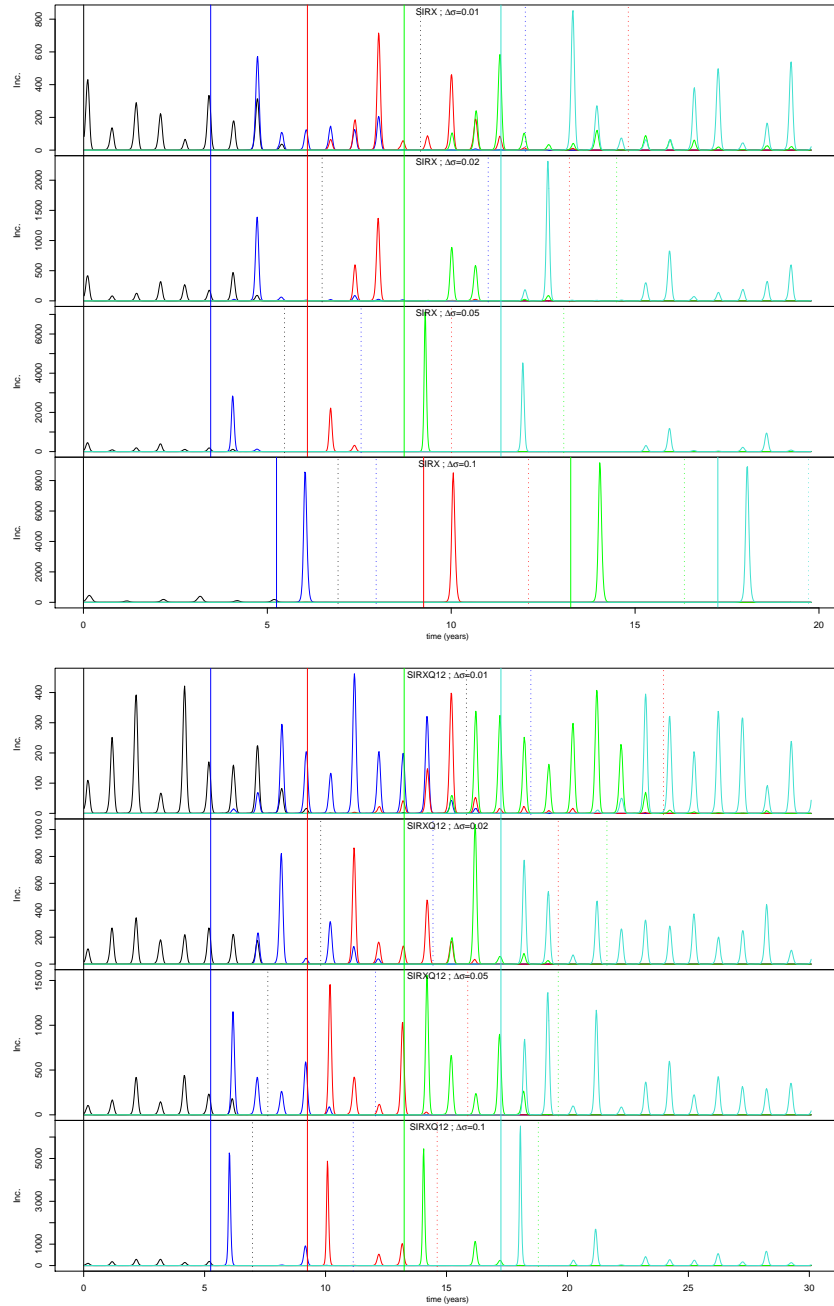 SIRX ; Δσ=0.01
Inc.
0 200 400 600 800
SIRX ; Δσ=0.02
Inc.
0 500 1000 1500 2000
SIRX ; Δσ=0.05
Inc.
0 2000 4000 6000
SIRX ; Δσ=0.1
Inc.
0 2000 4000 6000 8000
0 5 10 15 20
time (years)
SIRXQ12 ; Δσ=0.01
Inc.
0 100 200 300 400
SIRXQ12 ; Δσ=0.02
Inc.
0 200 400 600 800 1000
SIRXQ12 ; Δσ=0.05
Inc.
0 500 1000 1500
SIRXQ12 ; Δσ=0.1
Inc.
0 1000 3000 5000
0 5 10 15 20 25 30
time (years)